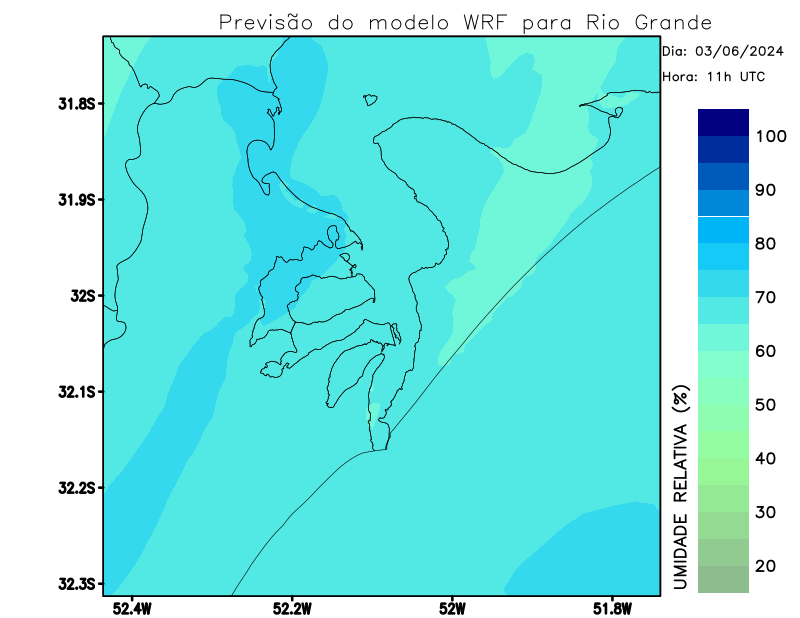 Previsão do modelo WRF para Rio Grande
Dia: 03/06/2024
Hora: 11h UTC
31.8S
31.9S
32S
32.1S
32.2S
32.3S
52.4W
52.2W
52W
51.8W
100
90
80
70
60
50
40
30
20
UMIDADE RELATIVA (%)